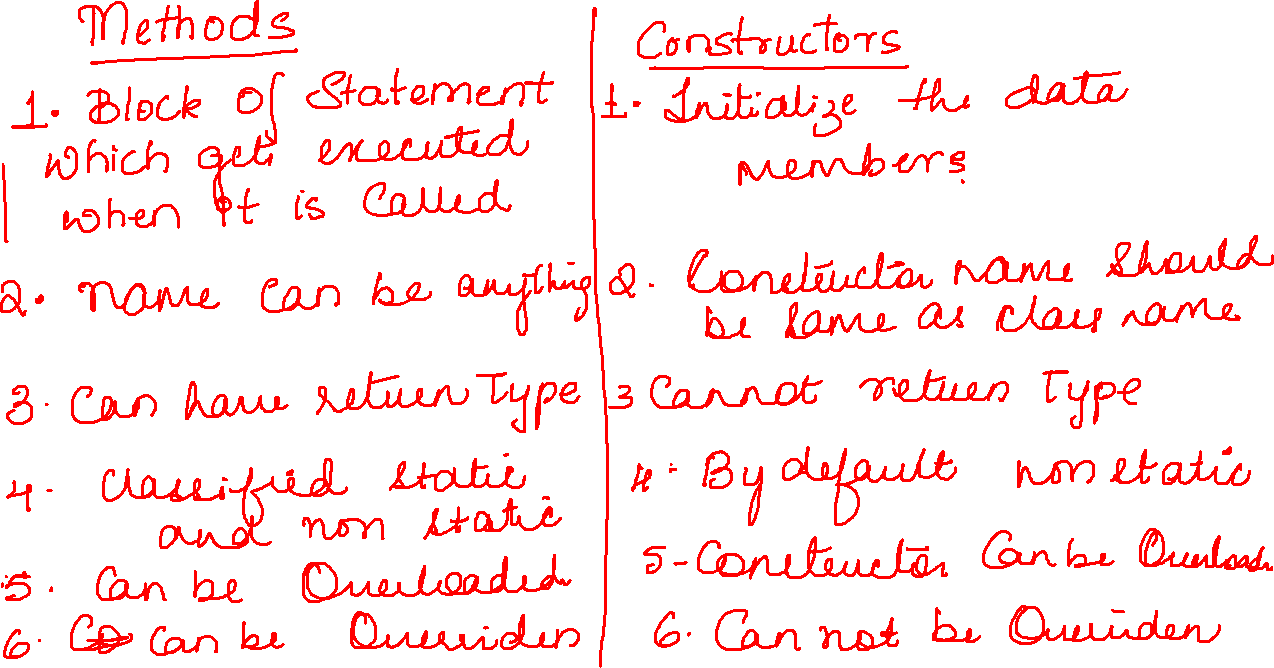 Methods
1. Block of Statement
which gets executed
when it is Called
2. name can be anything
3. Can have return Type
4. Classified static
and non static
5. Can be Overloaded
6. Can be Overriden
Constructors
1. Initialize the data
members
2. Constructor name Should
be same as class name
3 Cannot return Type
4. By default non static
5-Constructor Can be Overloaded
6. Can not be Overriden